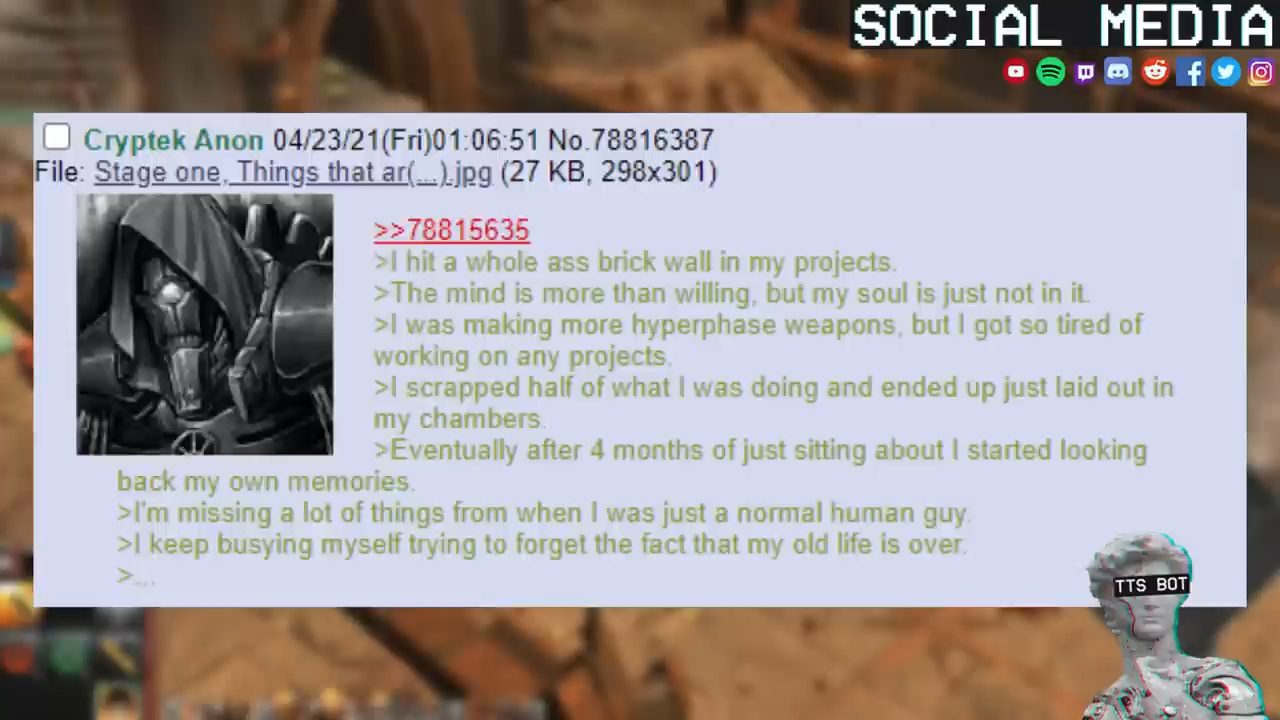 SOCIAL MEDIA
Cryptek Anon 04/23/21(Fri)01:06:51 No.78816387
File: Stage one, Things that ar(...).jpg (27 KB, 298x301)
>>78815635
>I hit a whole ass brick wall in my projects.
>The mind is more than willing, but my soul is just not in it.
>I was making more hyperphase weapons, but I got so tired of
working on any projects.
>I scrapped half of what I was doing and ended up just laid out in
my chambers.
>Eventually after 4 months of just sitting about I started looking
back my own memories.
>I'm missing a lot of things from when I was just a normal human guy.
>I keep busying myself trying to forget the fact that my old life is over.
>...
TTS BOT